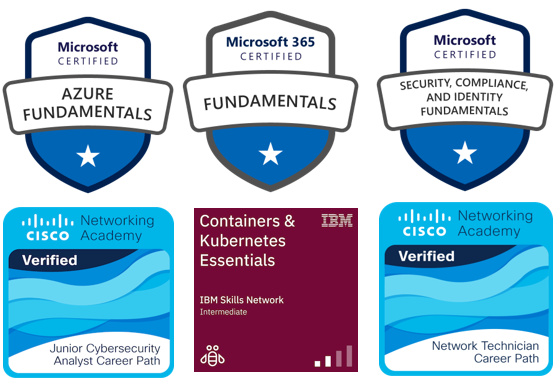 Microsoft
CERTIFIED
AZURE
FUNDAMENTALS
Microsoft 365
CERTIFIED
FUNDAMENTALS
Microsoft
CERTIFIED
SECURITY, COMPLIANCE,
AND IDENTITY
FUNDAMENTALS
CISCO
Networking
Academy
Verified
Junior Cybersecurity
Analyst Career Path
Containers &
Kubernetes
Essentials
IBM
IBM Skills Network
Intermediate
CISCO
Networking
Academy
Verified
Network Technician
Career Path